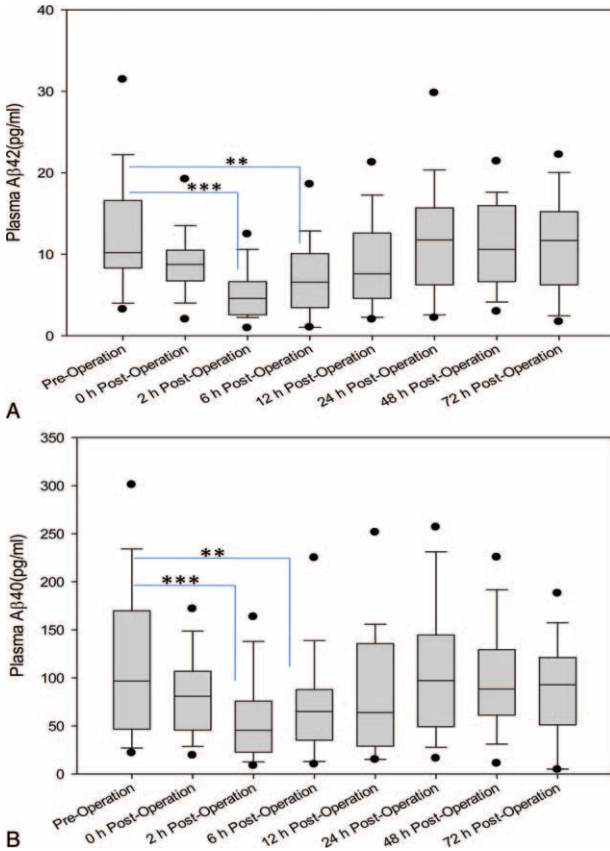 40
30
20
10
0
Plasma Aβ42(pg/ml)
**
***
Pre-Operation
0 h Post-Operation
2 h Post-Operation
6 h Post-Operation
12 h Post-Operation
24 h Post-Operation
48 h Post-Operation
72 h Post-Operation
A
350
300
250
200
150
100
50
0
Plasma Aβ40(pg/ml)
**
***
Pre-Operation
0 h Post-Operation
2 h Post-Operation
6 h Post-Operation
12 h Post-Operation
24 h Post-Operation
48 h Post-Operation
72 h Post-Operation
B